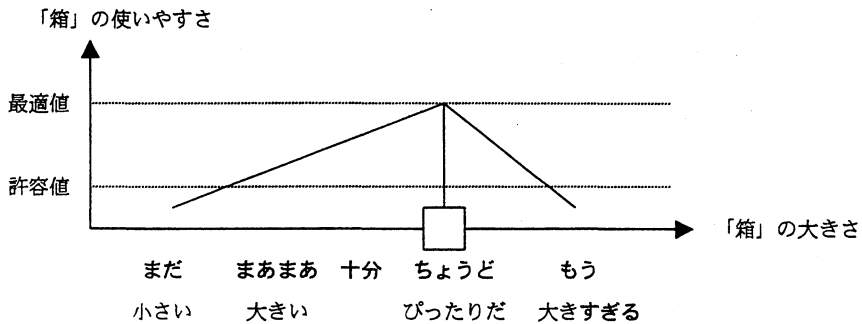 「箱」の使いやすさ
最適値
許容値
「箱」の大きさ
まだ まあまあ 十分 ちょうど もう
小さい 大きい ぴったりだ 大きすぎる